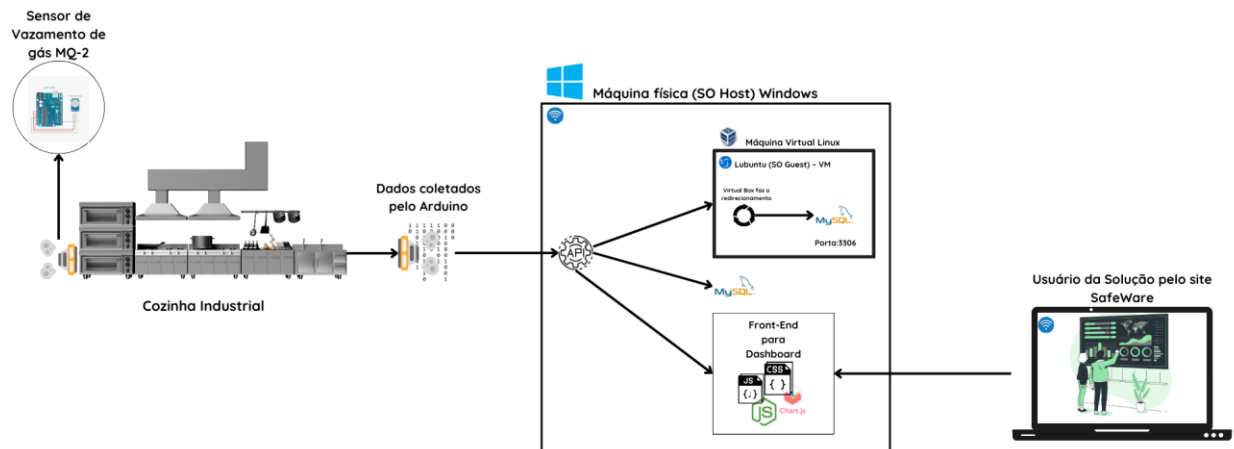 Sensor de
Vazamento de
gás MQ-2
Cozinha Industrial
Dados coletados
pelo Arduino
Máquina física (SO Host) Windows
API
Máquina Virtual Linux
Lubuntu (SO Guest) – VM
Virtual Box faz o
redirecionamento
MySQL
Porta:3306
MySQL
Front-End
para
Dashboard
JS
{;}
CSS
{ }
JS
Chart.js
Usuário da Solução pelo site
SafeWare